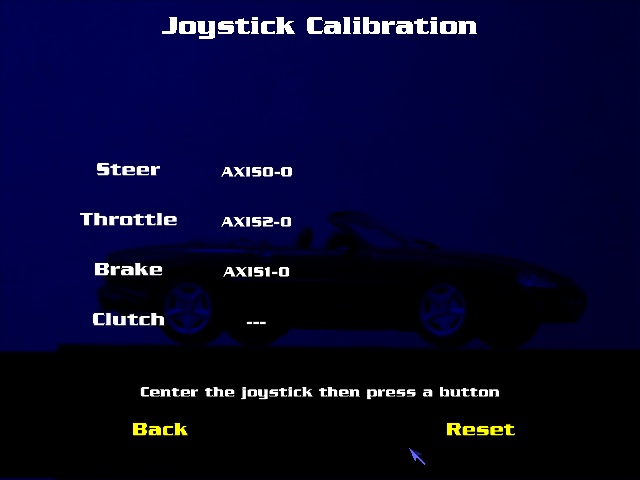 Joystick Calibration
Steer AXIS0-0
Throttle AXIS2-0
Brake AXIS1-0
Clutch ---
Center the joystick then press a button
Back Reset